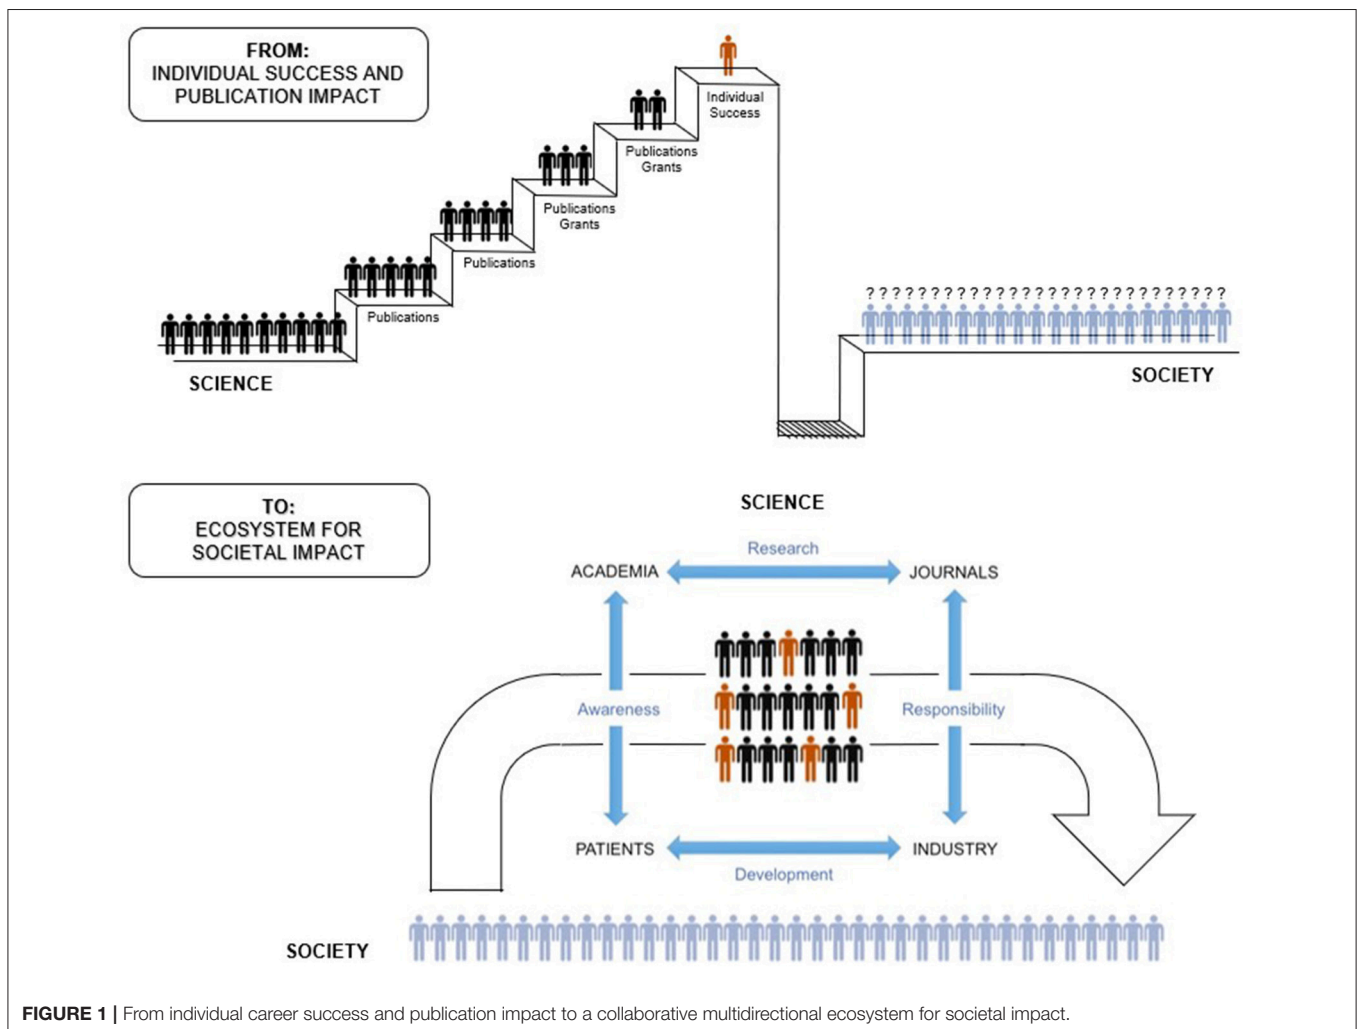 FROM:
INDIVIDUAL SUCCESS AND
PUBLICATION IMPACT
Individual
Success
Publications
Grants
Publications
Grants
Publications
Publications
SCIENCE
? ? ? ? ? ? ? ? ? ? ? ? ? ? ? ? ? ? ? ? ? ? ? ? ? ? ? ?
SOCIETY
TO:
ECOSYSTEM FOR
SOCIETAL IMPACT
SCIENCE
Research
ACADEMIA
JOURNALS
Awareness
Responsibility
PATIENTS
INDUSTRY
Development
SOCIETY
FIGURE 1 | From individual career success and publication impact to a collaborative multidirectional ecosystem for societal impact.